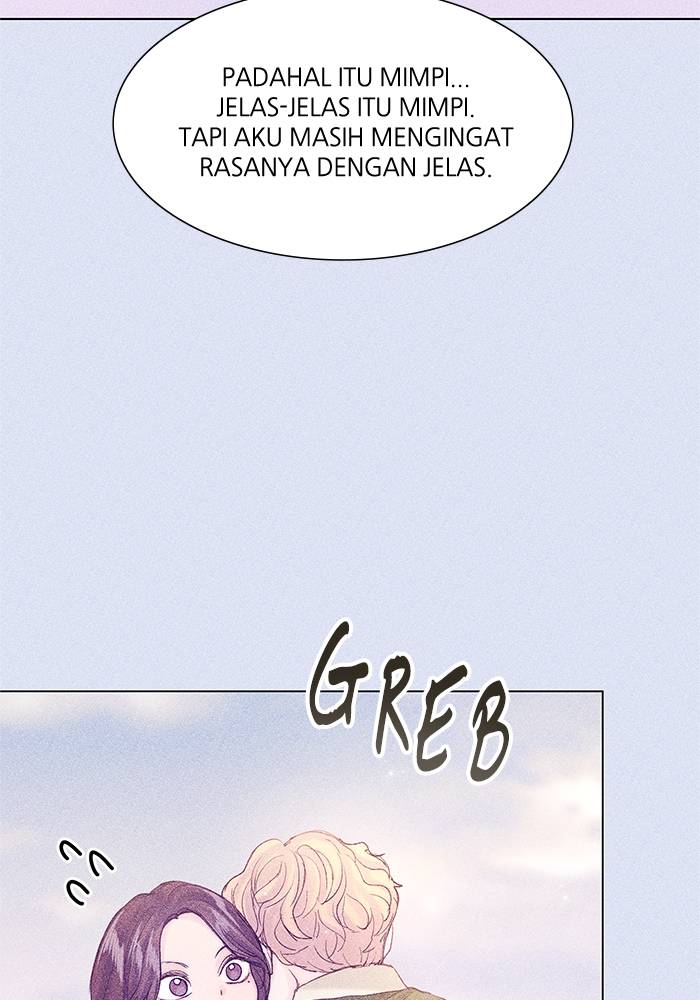 PADAHAL ITU MIMPI...
JELAS-JELAS ITU MIMPI.
TAPI AKU MASIH MENGINGAT
RASANYA DENGAN JELAS.
GREB